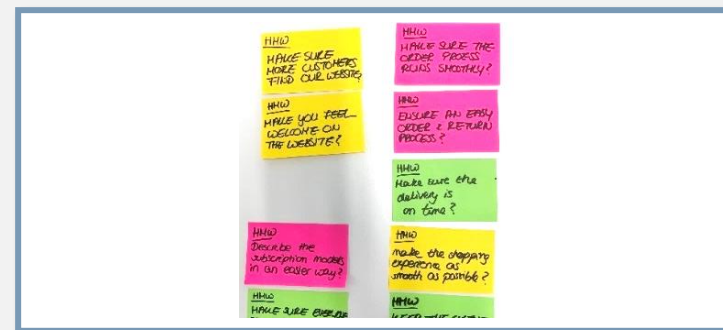 HMW
MAKE SURE
MORE CUSTOMERS
FIND OUR WEBSITE
HMW
MAKE YOU FEEL
WELCOME ON
THE WEBSITE?
HMW
Describe the
subscription models
in an easier way?
HMW
MAKE SURE
HMW
MAKE SURE THE
ORDER PROCESS
RUNS SMOOTHLY?
HMW
ENSURE AN EASY
ORDER & RETURN
PROCESS?
HMW
Make sure the
delivery is
on time?
HMW
make the shopping
experience as
smooth as possible?
HMW
KEEP THE